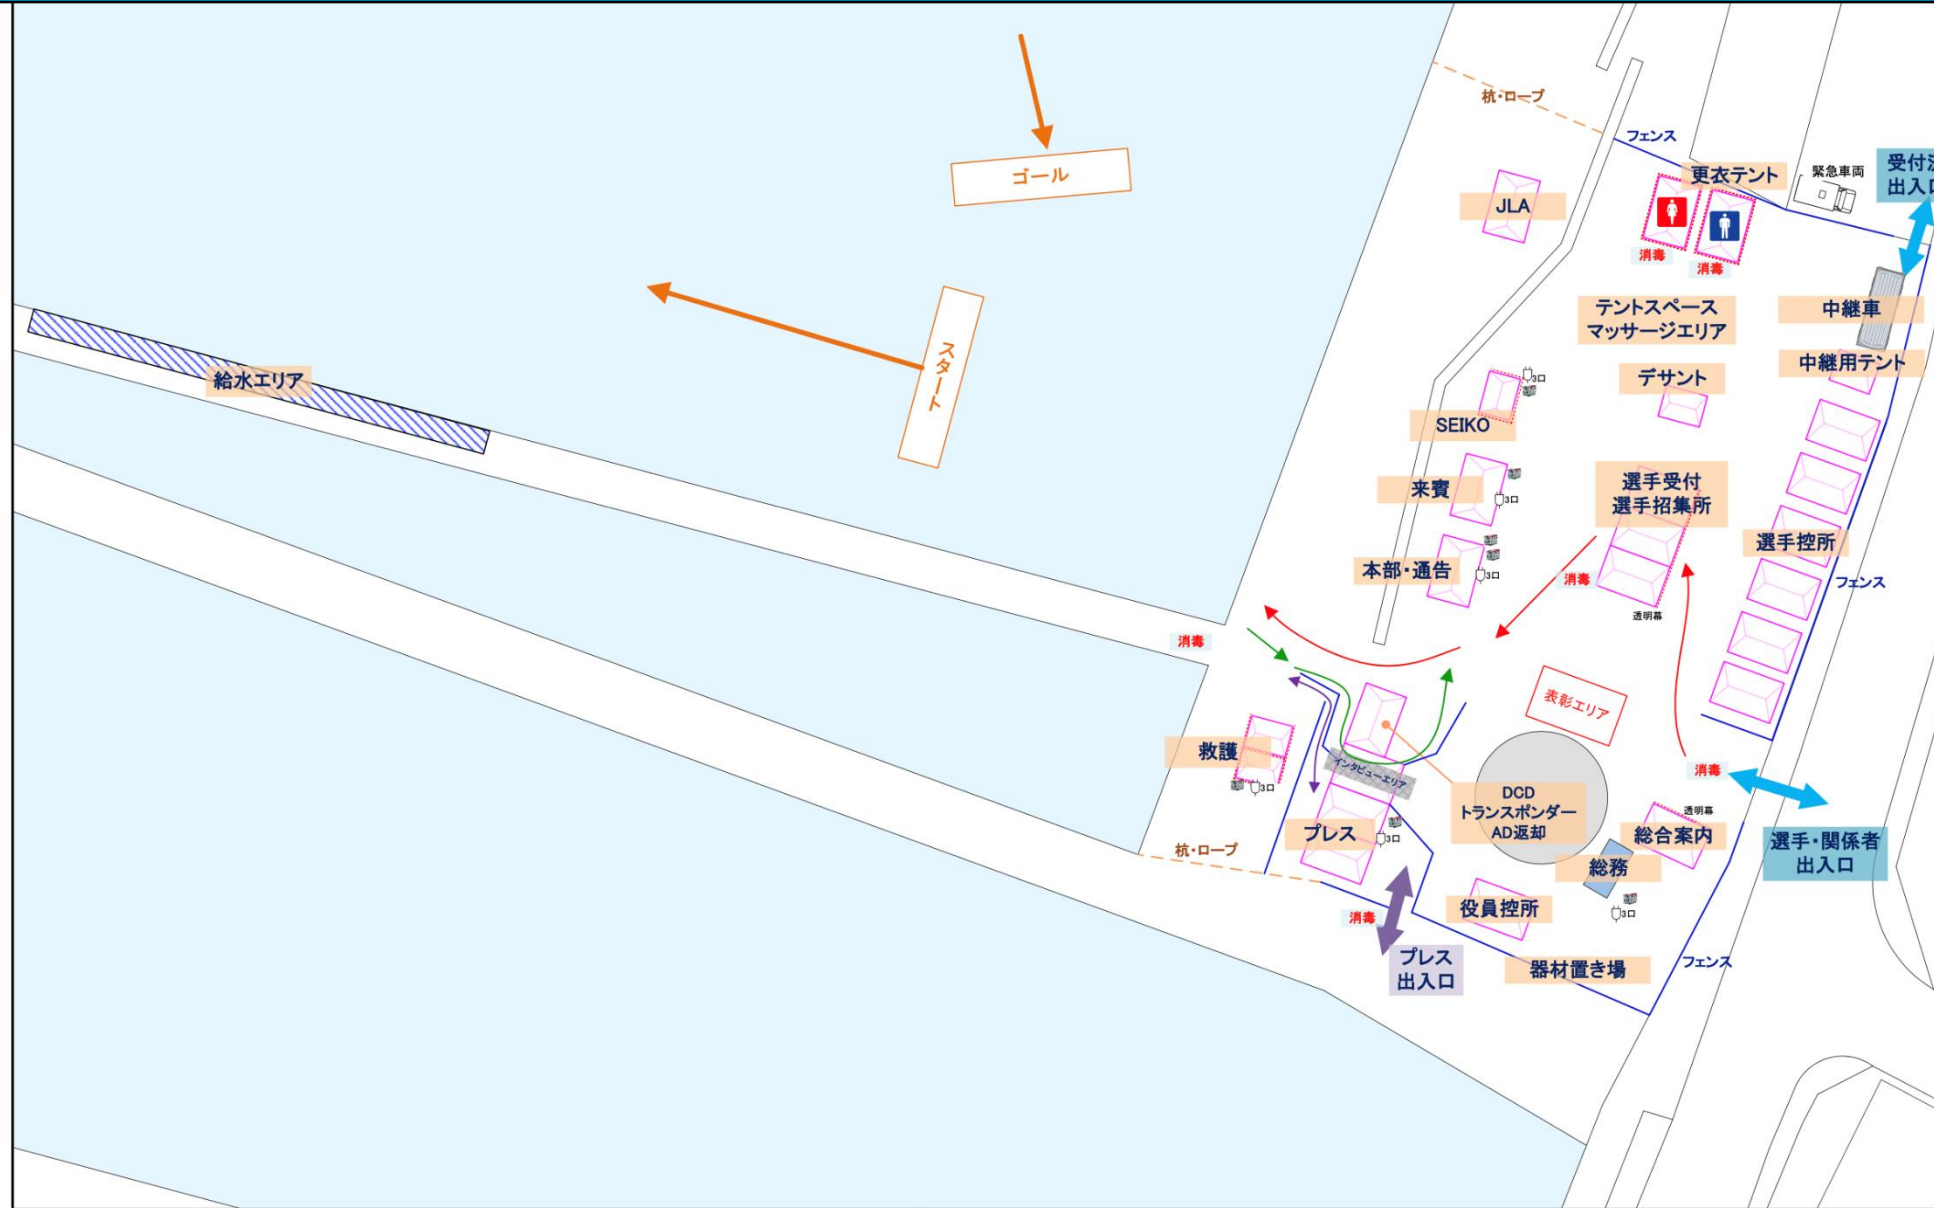 杭・ロープ
フェンス
ゴール
更衣テント
緊急車両
受付済
出入口
JLA
消毒
消毒
テントスペース
マッサージエリア
中継車
スタート
給水エリア
中継用テント
デサント
3口
SEIKO
来賓
3口
選手受付
選手招集所
選手控所
本部・通告
3口
消毒
フェンス
透明幕
消毒
表彰エリア
救護
3口
インタビューエリア
消毒
DCD
トランスポンダー
AD返却
透明幕
プレス
3口
総合案内
選手・関係者
出入口
杭・ロープ
総務
3口
消毒
役員控所
プレス
出入口
器材置き場
フェンス